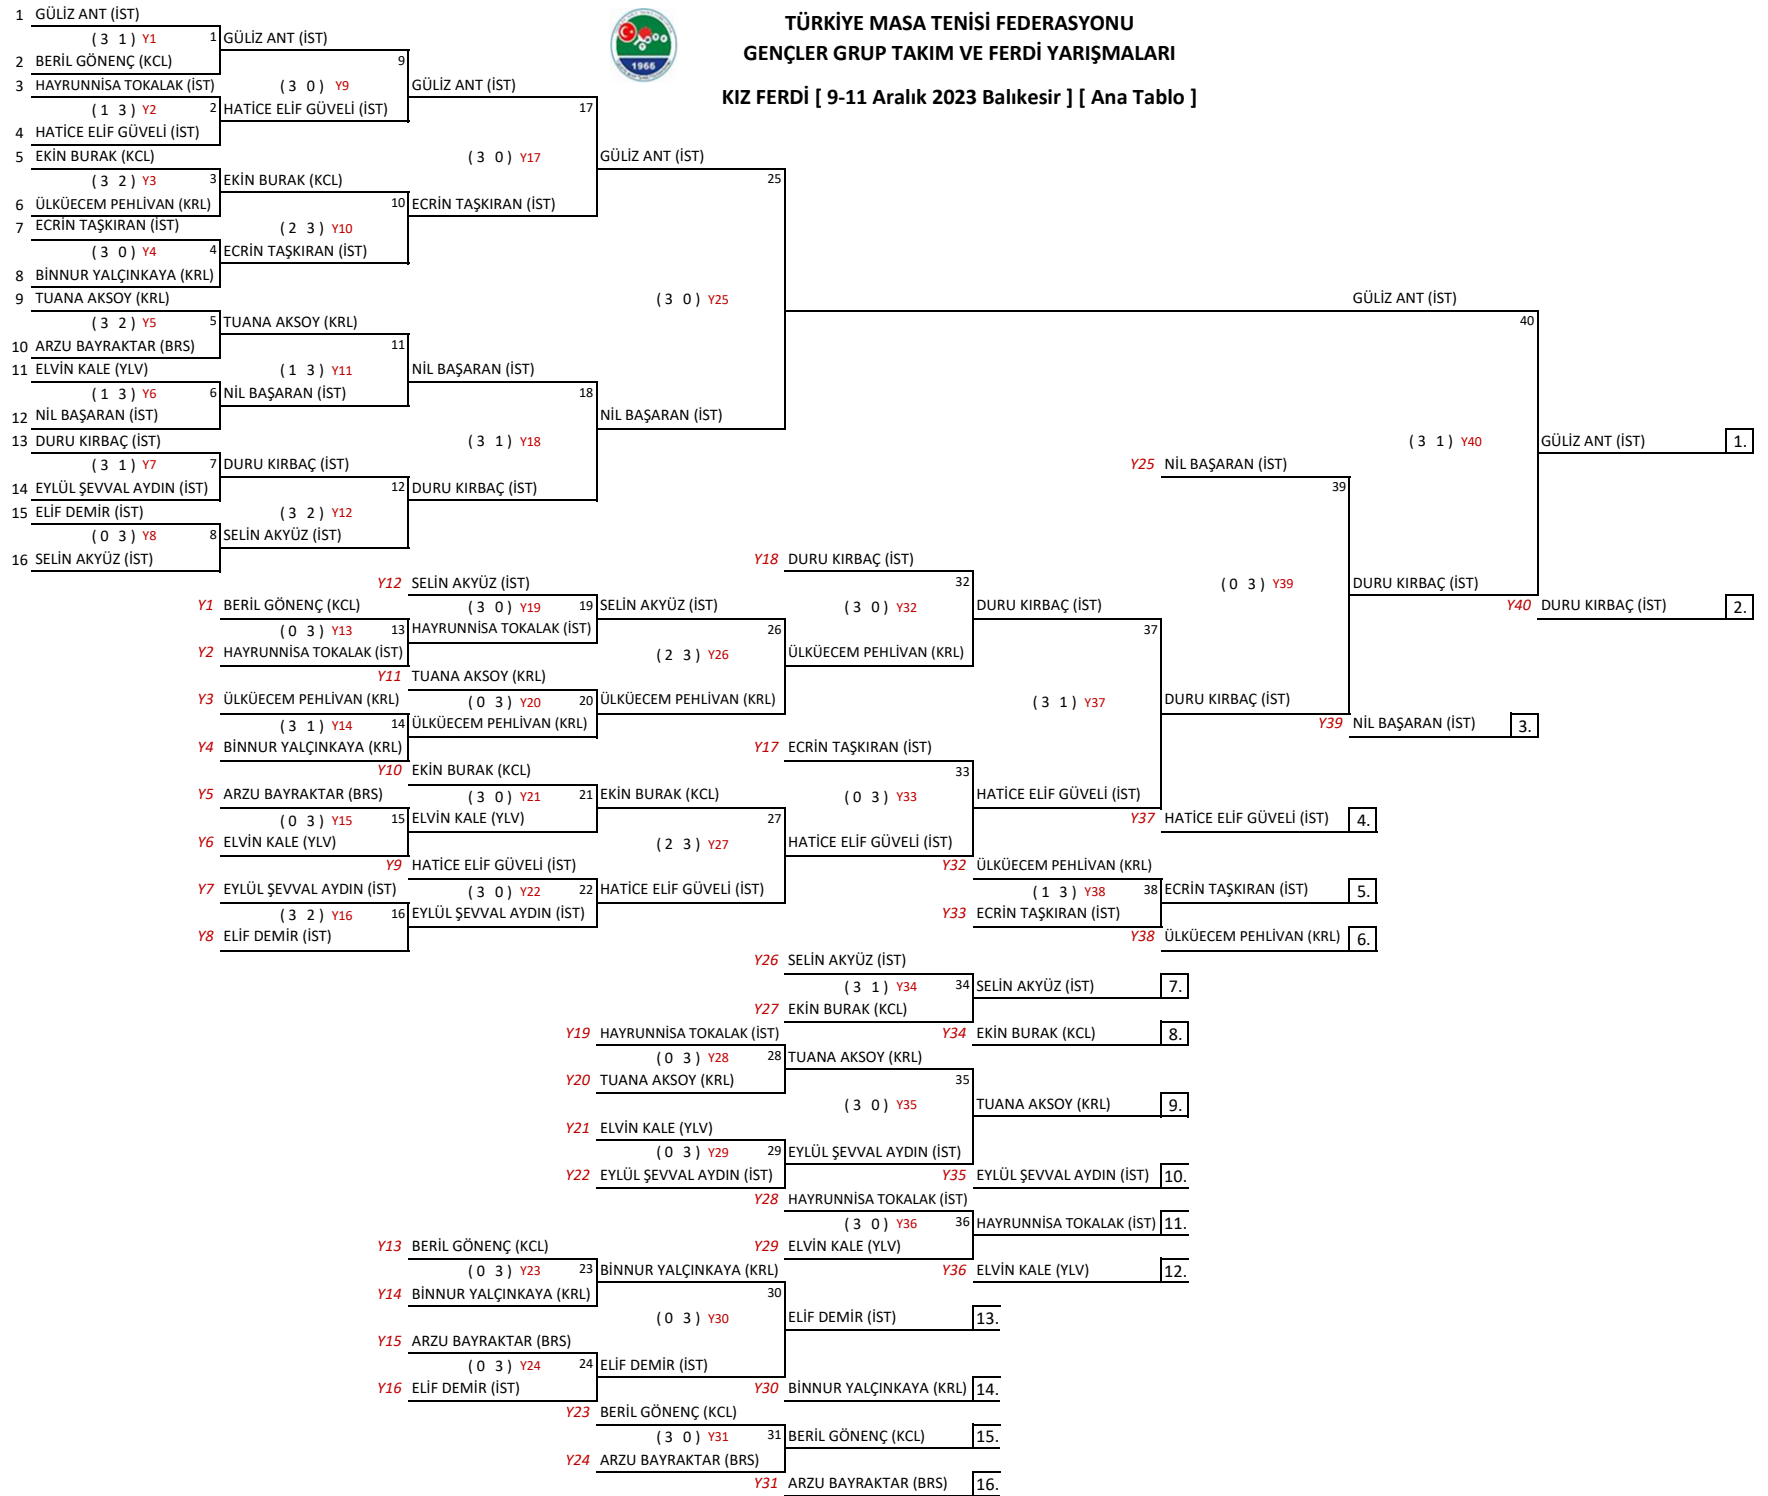 TÜRKİYE MASA TENİSİ FEDERASYONU
GENÇLER GRUP TAKIM VE FERDİ YARIŞMALARI
KIZ FERDİ [ 9-11 Aralık 2023 Balıkesir ] [ Ana Tablo ]
1966
1 GÜLİZ ANT (İST)
( 3 1 ) Y1 1 GÜLİZ ANT (İST)
2 BERİL GÖNENÇ (KCL) 9
3 HAYRUNNİSA TOKALAK (İST) ( 3 0 ) Y9 GÜLİZ ANT (İST)
( 1 3 ) Y2 2 HATİCE ELİF GÜVELİ (İST) 17
4 HATİCE ELİF GÜVELİ (İST)
5 EKİN BURAK (KCL) ( 3 0 ) Y17 GÜLİZ ANT (İST)
( 3 2 ) Y3 3 EKİN BURAK (KCL) 25
6 ÜLKÜECEM PEHLİVAN (KRL) 10 ECRİN TAŞKIRAN (İST)
7 ECRİN TAŞKIRAN (İST) ( 2 3 ) Y10
( 3 0 ) Y4 4 ECRİN TAŞKIRAN (İST)
8 BİNNUR YALÇINKAYA (KRL)
9 TUANA AKSOY (KRL) ( 3 0 ) Y25 GÜLİZ ANT (İST)
( 3 2 ) Y5 5 TUANA AKSOY (KRL) 40
10 ARZU BAYRAKTAR (BRS) 11
11 ELVİN KALE (YLV) ( 1 3 ) Y11 NİL BAŞARAN (İST)
( 1 3 ) Y6 6 NİL BAŞARAN (İST) 18
12 NİL BAŞARAN (İST) NİL BAŞARAN (İST)
13 DURU KIRBAÇ (İST) ( 3 1 ) Y18 ( 3 1 ) Y40 GÜLİZ ANT (İST) 1.
( 3 1 ) Y7 7 DURU KIRBAÇ (İST) Y25 NİL BAŞARAN (İST)
14 EYLÜL ŞEVVAL AYDIN (İST) 12 DURU KIRBAÇ (İST) 39
15 ELİF DEMİR (İST) ( 3 2 ) Y12
( 0 3 ) Y8 8 SELİN AKYÜZ (İST)
16 SELİN AKYÜZ (İST) Y18 DURU KIRBAÇ (İST)
Y12 SELİN AKYÜZ (İST) 32 ( 0 3 ) Y39 DURU KIRBAÇ (İST)
Y1 BERİL GÖNENÇ (KCL) ( 3 0 ) Y19 19 SELİN AKYÜZ (İST) ( 3 0 ) Y32 DURU KIRBAÇ (İST) Y40 DURU KIRBAÇ (İST) 2.
( 0 3 ) Y13 13 HAYRUNNİSA TOKALAK (İST) 26 37
Y2 HAYRUNNİSA TOKALAK (İST) ( 2 3 ) Y26 ÜLKÜECEM PEHLİVAN (KRL)
Y11 TUANA AKSOY (KRL)
Y3 ÜLKÜECEM PEHLİVAN (KRL) ( 0 3 ) Y20 20 ÜLKÜECEM PEHLİVAN (KRL) ( 3 1 ) Y37 DURU KIRBAÇ (İST)
( 3 1 ) Y14 14 ÜLKÜECEM PEHLİVAN (KRL) Y39 NİL BAŞARAN (İST) 3.
Y4 BİNNUR YALÇINKAYA (KRL) Y17 ECRİN TAŞKIRAN (İST)
Y10 EKİN BURAK (KCL) 33
Y5 ARZU BAYRAKTAR (BRS) ( 3 0 ) Y21 21 EKİN BURAK (KCL) ( 0 3 ) Y33 HATİCE ELİF GÜVELİ (İST)
( 0 3 ) Y15 15 ELVİN KALE (YLV) 27 Y37 HATİCE ELİF GÜVELİ (İST) 4.
Y6 ELVİN KALE (YLV) ( 2 3 ) Y27 HATİCE ELİF GÜVELİ (İST)
Y9 HATİCE ELİF GÜVELİ (İST) Y32 ÜLKÜECEM PEHLİVAN (KRL)
Y7 EYLÜL ŞEVVAL AYDIN (İST) ( 3 0 ) Y22 22 HATİCE ELİF GÜVELİ (İST) ( 1 3 ) Y38 38 ECRİN TAŞKIRAN (İST) 5.
( 3 2 ) Y16 16 EYLÜL ŞEVVAL AYDIN (İST) Y33 ECRİN TAŞKIRAN (İST)
Y8 ELİF DEMİR (İST) Y38 ÜLKÜECEM PEHLİVAN (KRL) 6.
Y26 SELİN AKYÜZ (İST)
( 3 1 ) Y34 34 SELİN AKYÜZ (İST) 7.
Y27 EKİN BURAK (KCL)
Y19 HAYRUNNİSA TOKALAK (İST) Y34 EKİN BURAK (KCL) 8.
( 0 3 ) Y28 28 TUANA AKSOY (KRL)
Y20 TUANA AKSOY (KRL) 35
( 3 0 ) Y35 TUANA AKSOY (KRL) 9.
Y21 ELVİN KALE (YLV)
( 0 3 ) Y29 29 EYLÜL ŞEVVAL AYDIN (İST)
Y22 EYLÜL ŞEVVAL AYDIN (İST) Y35 EYLÜL ŞEVVAL AYDIN (İST) 10.
Y28 HAYRUNNİSA TOKALAK (İST)
( 3 0 ) Y36 36 HAYRUNNİSA TOKALAK (İST) 11.
Y13 BERİL GÖNENÇ (KCL) Y29 ELVİN KALE (YLV)
( 0 3 ) Y23 23 BİNNUR YALÇINKAYA (KRL) Y36 ELVİN KALE (YLV) 12.
Y14 BİNNUR YALÇINKAYA (KRL) 30
( 0 3 ) Y30 ELİF DEMİR (İST) 13.
Y15 ARZU BAYRAKTAR (BRS)
( 0 3 ) Y24 24 ELİF DEMİR (İST)
Y16 ELİF DEMİR (İST) Y30 BİNNUR YALÇINKAYA (KRL) 14.
Y23 BERİL GÖNENÇ (KCL)
( 3 0 ) Y31 31 BERİL GÖNENÇ (KCL) 15.
Y24 ARZU BAYRAKTAR (BRS)
Y31 ARZU BAYRAKTAR (BRS) 16.